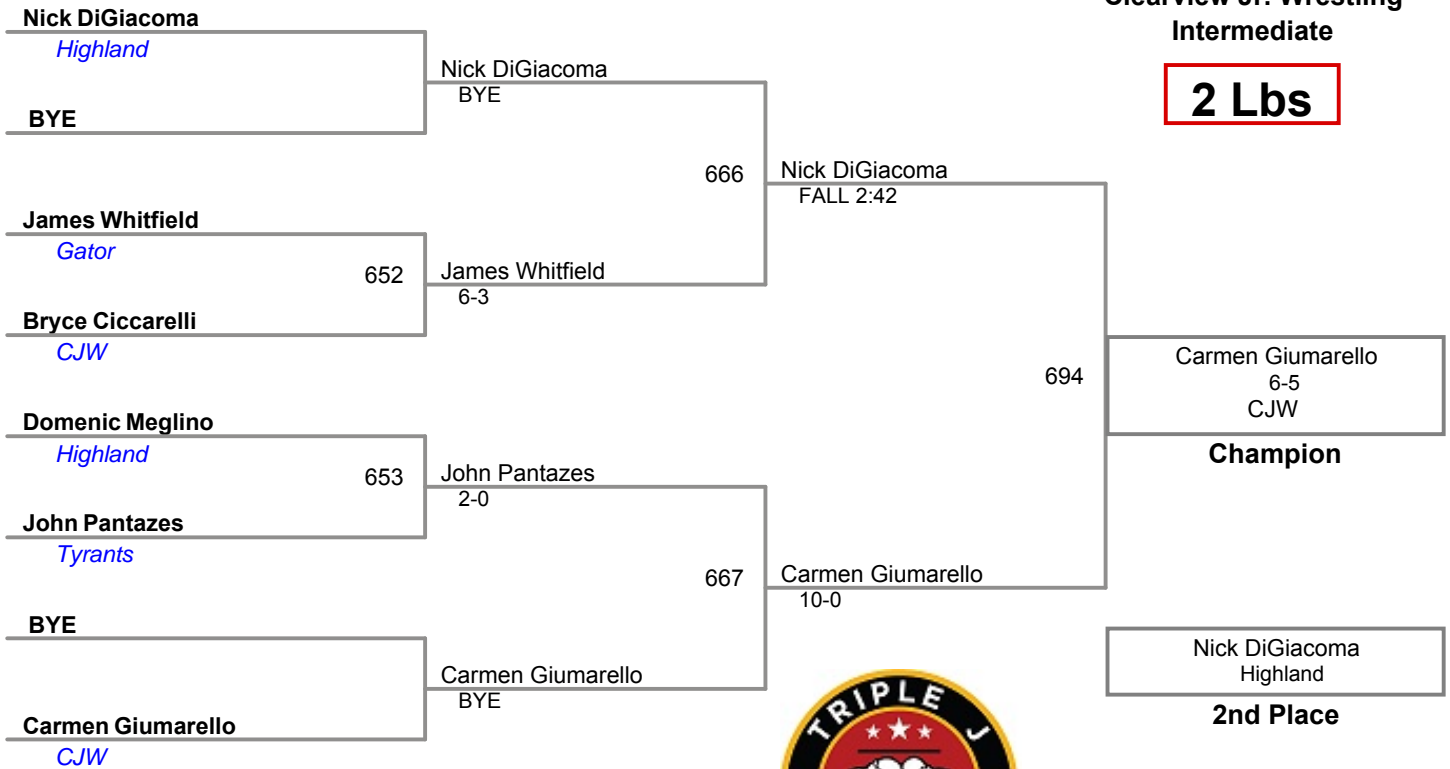 Clearview Jr. Wrestling
Intermediate
2 Lbs
Nick DiGiacoma
Highland
BYE
James Whitfield
Gator
Bryce Ciccarelli
CJW
Domenic Meglino
Highland
John Pantazes
Tyrants
BYE
Carmen Giumarello
CJW
652
653
Nick DiGiacoma
BYE
James Whitfield
6-3
John Pantazes
2-0
Carmen Giumarello
BYE
666
667
Nick DiGiacoma
FALL 2:42
Carmen Giumarello
10-0
694
Carmen Giumarello
6-5
CJW
Champion
Nick DiGiacoma
Highland
2nd Place
TRIPLE J